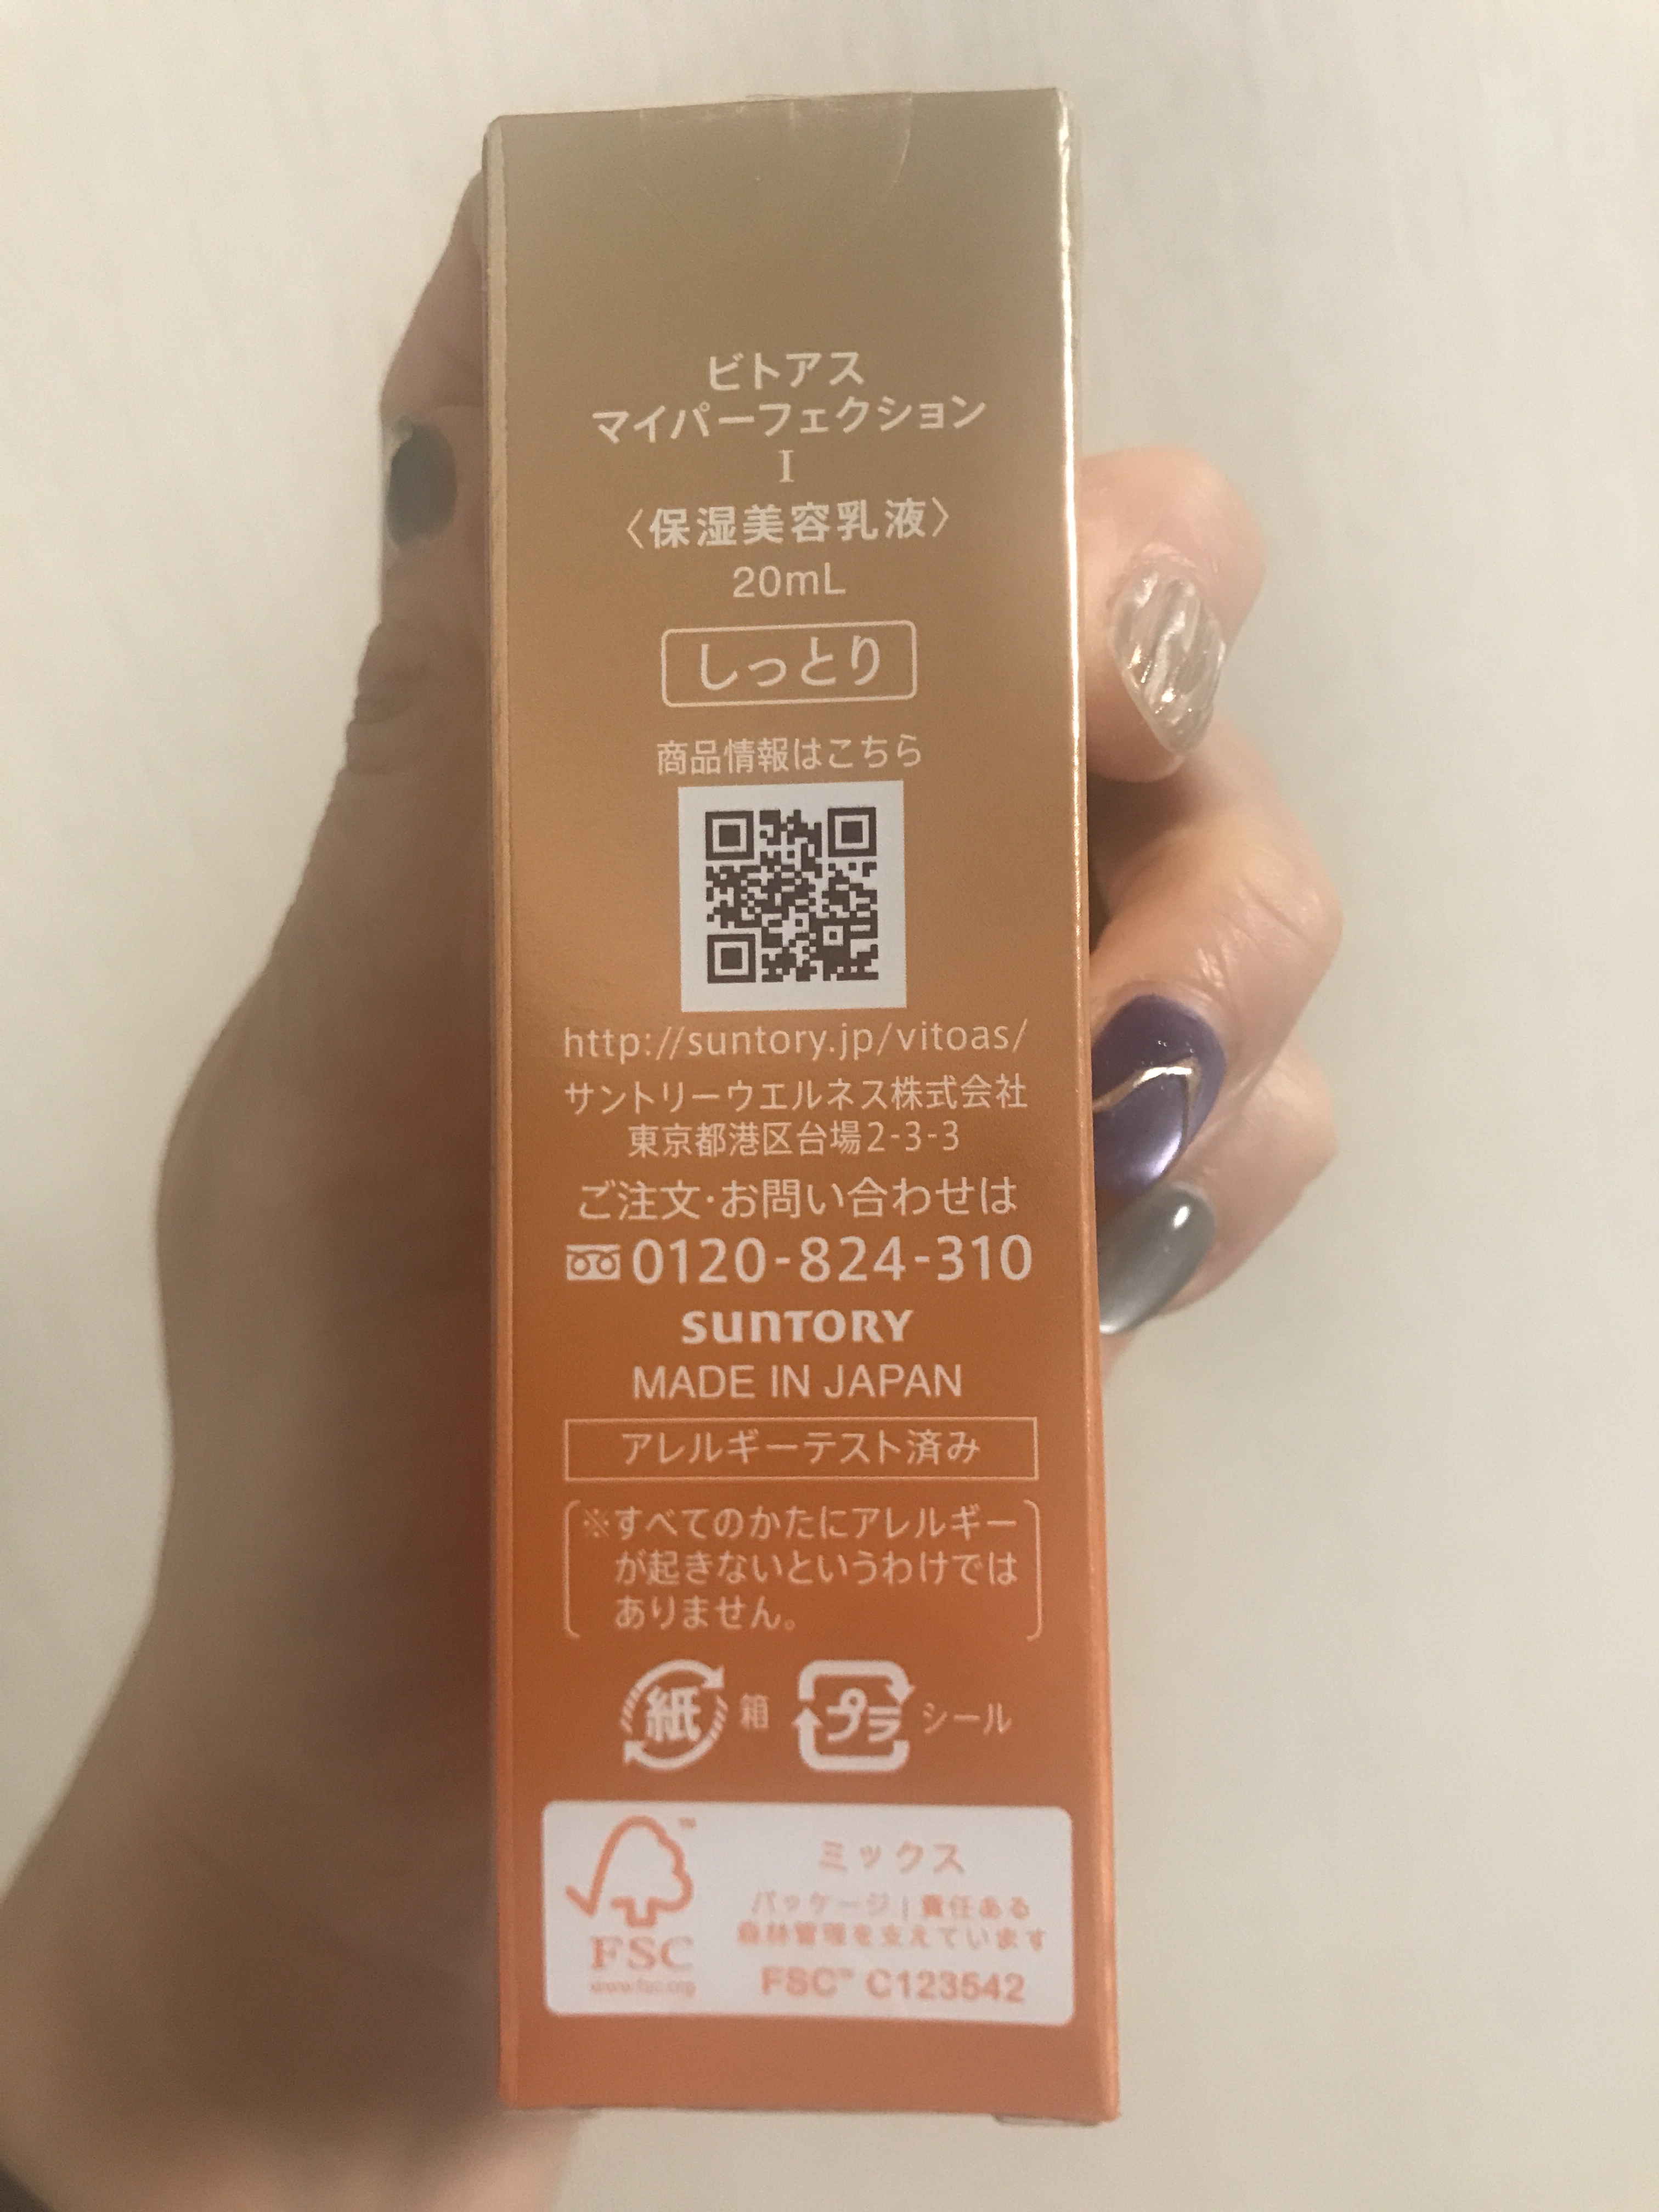 ビトアス
マイパーフェクション
I
〈保湿美容乳液〉
20mL
しっとり
商品情報はこちら
http://suntory.jp/vitoas/
サントリーウエルネス株式会社
東京都港区台場2-3-3
ご注文・お問い合わせは
0120-824-310
SUNTORY
MADE IN JAPAN
アレルギーテスト済み
※すべてのかたにアレルギー
が起きないというわけでは
ありません。
紙 箱 プラ シール
ミックス
パッケージ | 責任ある
森林管理を支えています
FSC™ C123542
FSC
www.fsc.org